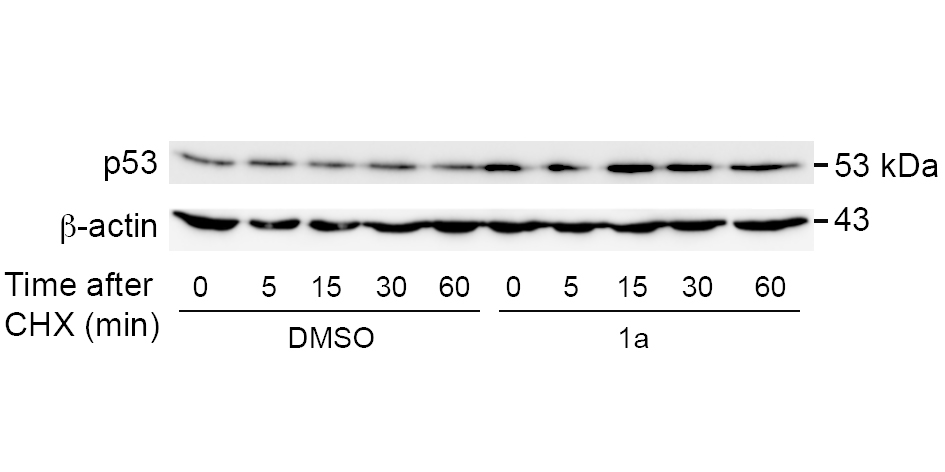 p53 53 kDa
β-actin 43
Time after 0 5 15 30 60 0 5 15 30 60
CHX (min) DMSO 1a